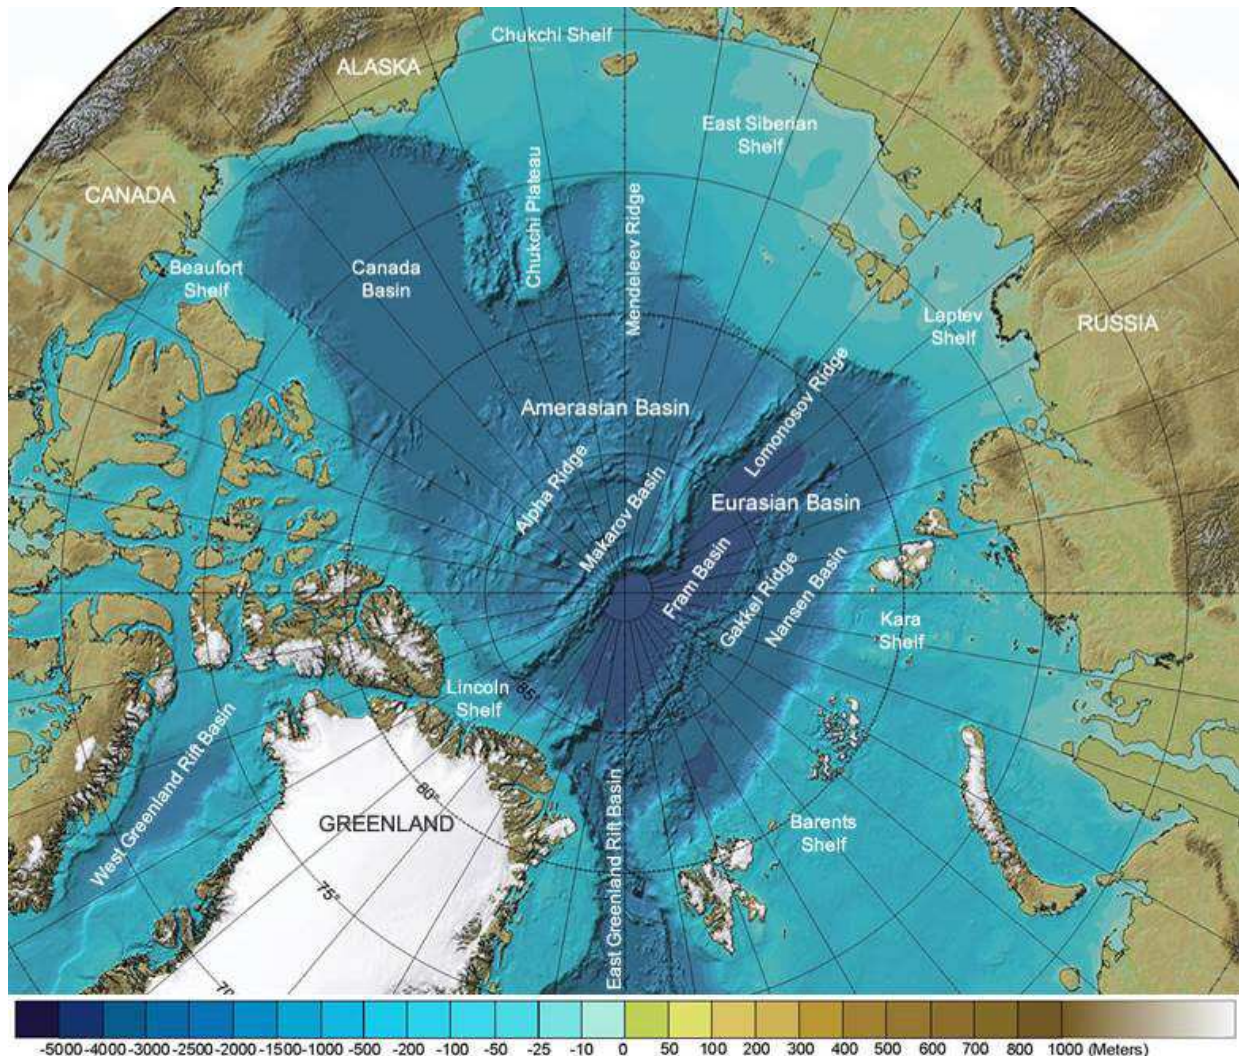 Chukchi Shelf
ALASKA
East Siberian
Shelf
CANADA
Chukchi Plateau
Mendeleev Ridge
Beaufort
Shelf
Canada
Basin
Laptev
Shelf
RUSSIA
Lomonosov Ridge
Amerasian Basin
Alpha Ridge
Makarov Basin
Eurasian Basin
Fram Basin
Gakkel Ridge
Nansen Basin
Kara
Shelf
Lincoln
Shelf
85°
West Greenland Rift Basin
80°
GREENLAND
East Greenland Rift Basin
Barents
Shelf
75°
70
-5000 -4000 -3000 -2500 -2000 -1500 -1000 -500 -200 -100 -50 -25 -10 0 50 100 200 300 400 500 600 700 800 1000 (Meters)